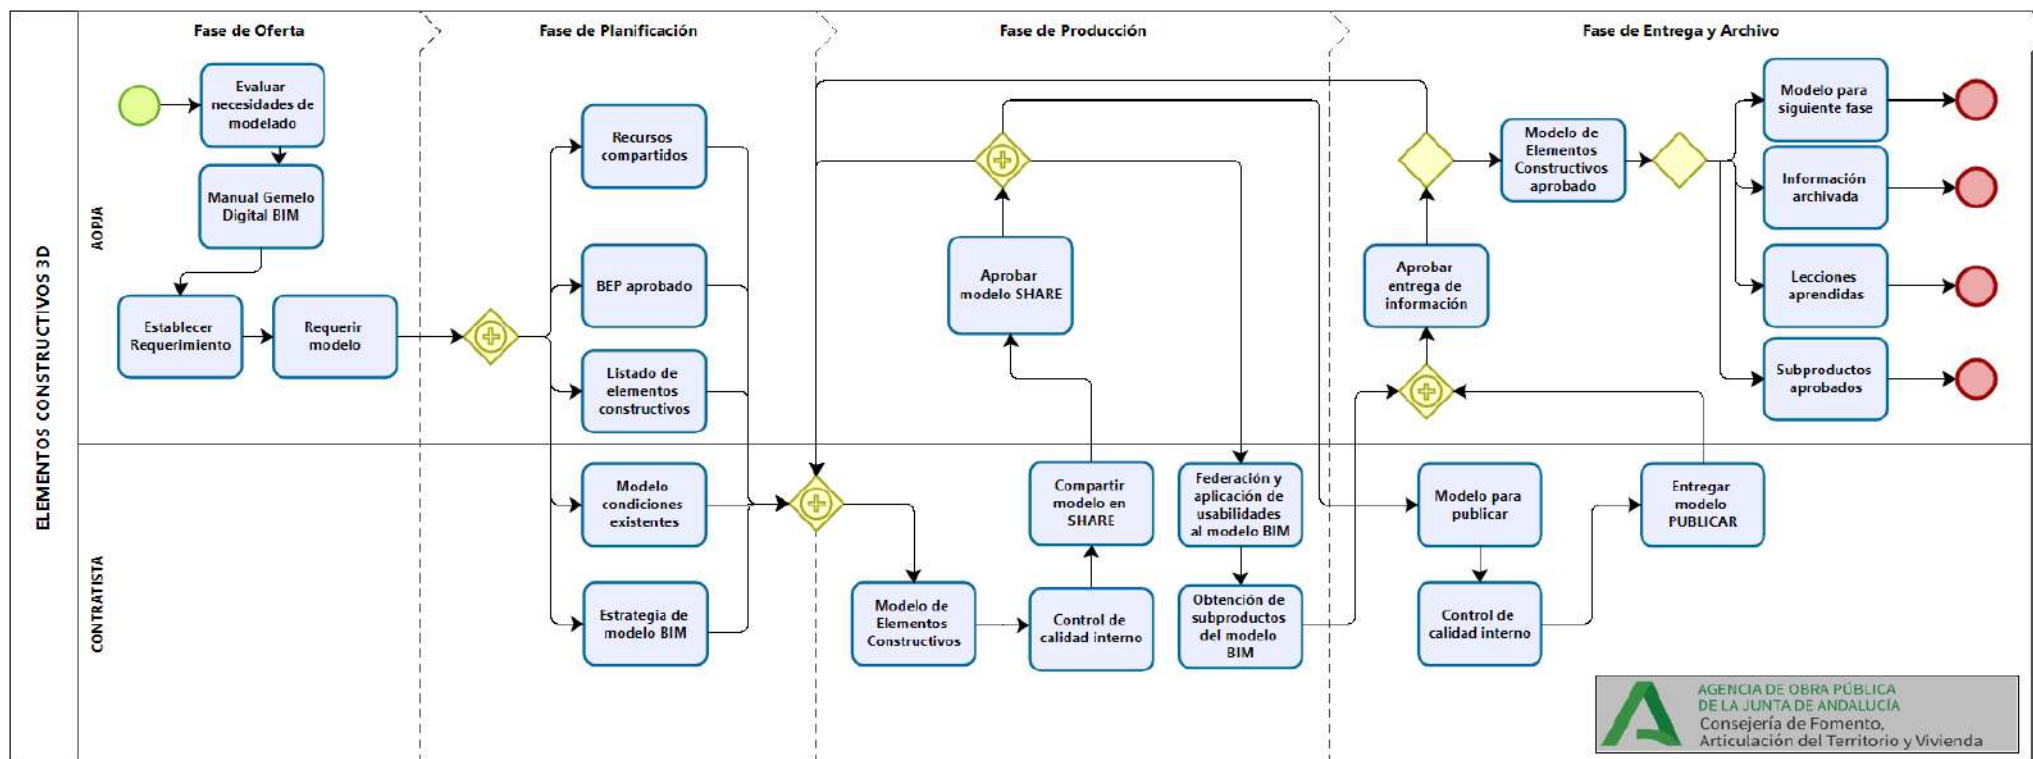 ELEMENTOS CONSTRUCTIVOS 3D
AOPJA
CONTRATISTA
Fase de Oferta
Fase de Planificación
Fase de Producción
Fase de Entrega y Archivo
Evaluar
necesidades de
modelado
Manual Gemelo
Digital BIM
Establecer
Requerimiento
Requerir
modelo
Recursos
compartidos
BEP aprobado
Listado de
elementos
constructivos
Modelo
condiciones
existentes
Estrategia de
modelo BIM
Modelo de
Elementos
Constructivos
Control de
calidad interno
Compartir
modelo en
SHARE
Aprobar
modelo SHARE
Federación y
aplicación de
usabilidades
al modelo BIM
Obtención de
subproductos
del modelo
BIM
Modelo para
publicar
Control de
calidad interno
Entregar
modelo
PUBLICAR
Aprobar
entrega de
información
Modelo de
Elementos
Constructivos
aprobado
Modelo para
siguiente fase
Información
archivada
Lecciones
aprendidas
Subproductos
aprobados
AGENCIA DE OBRA PÚBLICA
DE LA JUNTA DE ANDALUCÍA
Consejería de Fomento,
Articulación del Territorio y Vivienda